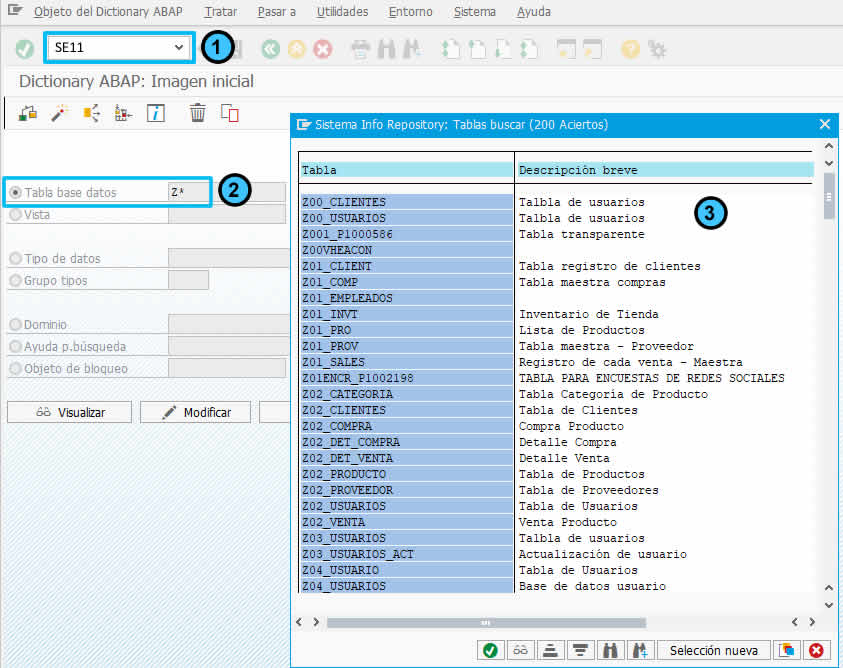 Objeto del Dictionary ABAP Tratar Pasar a Utilidades Entorno Sistema Ayuda
SE11 1
Dictionary ABAP: Imagen inicial
Sistema Info Repository: Tablas buscar (200 Aciertos)
Tabla base datos Z* 2
Vista
Tipo de datos
Grupo tipos
Dominio
Ayuda p.búsqueda
Objeto de bloqueo
Visualizar Modificar
Tabla Descripción breve
3
Z00_CLIENTES Talbla de usuarios
Z00_USUARIOS Talbla de usuarios
Z001_P1000586 Tabla transparente
Z00VHEACON
Z01_CLIENT Tabla registro de clientes
Z01_COMP Tabla maestra compras
Z01_EMPLEADOS
Z01_INVT Inventario de Tienda
Z01_PRO Lista de Productos
Z01_PROV Tabla maestra - Proveedor
Z01_SALES Registro de cada venta - Maestra
Z01ENCR_P1002198 TABLA PARA ENCUESTAS DE REDES SOCIALES
Z02_CATEGORIA Tabla Categoría de Producto
Z02_CLIENTES Tabla de Clientes
Z02_COMPRA Compra Producto
Z02_DET_COMPRA Detalle Compra
Z02_DET_VENTA Detalle Venta
Z02_PRODUCTO Tabla de Productos
Z02_PROVEEDOR Tabla de Proveedores
Z02_USUARIOS Tabla de Usuarios
Z02_VENTA Venta Producto
Z03_USUARIOS Talbla de usuarios
Z03_USUARIOS_ACT Actualización de usuario
Z04_USUARIO Tabla de Usuarios
Z04_USUARIOS Base de datos usuario
Selección nueva